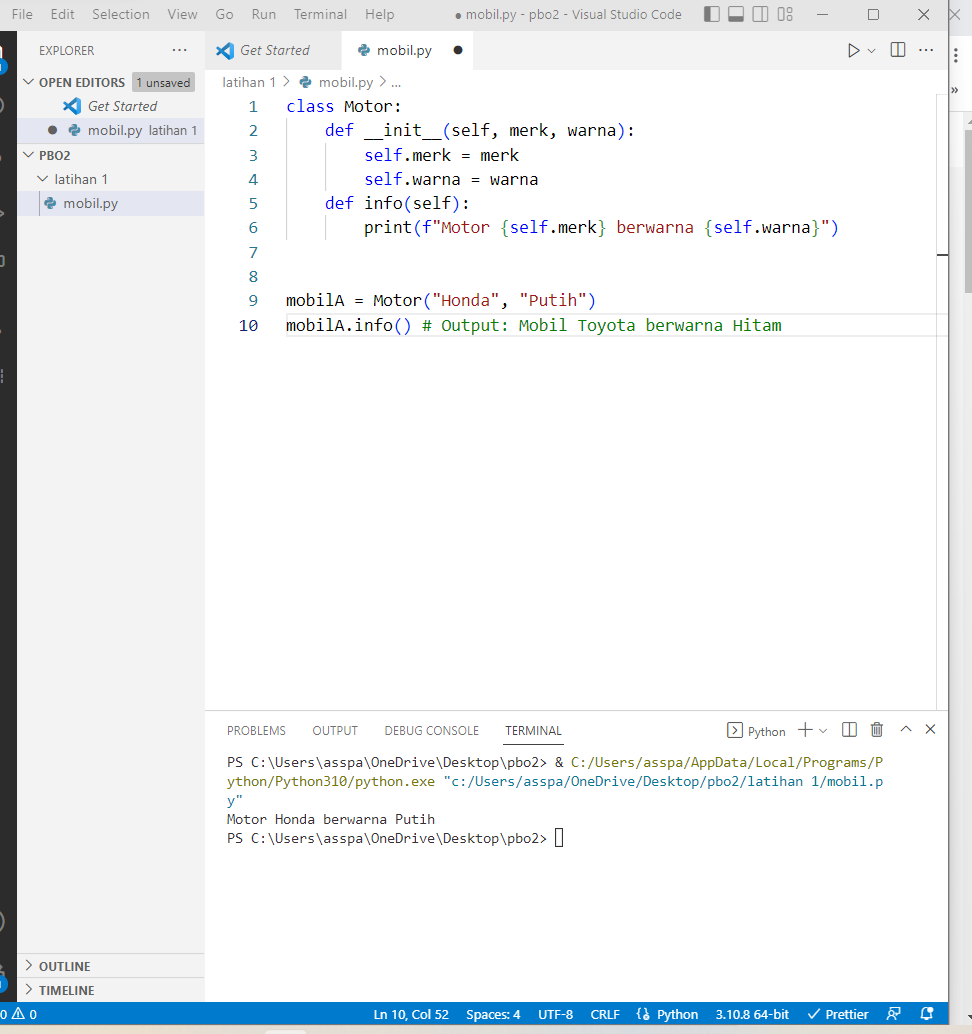 File Edit Selection View Go Run Terminal Help ● mobil.py - pbo2 - Visual Studio Code
EXPLORER
OPEN EDITORS 1 unsaved
Get Started
mobil.py latihan 1
PBO2
latihan 1
mobil.py
OUTLINE
TIMELINE
Get Started mobil.py
latihan 1 > mobil.py > ...
1 class Motor:
2 def __init__(self, merk, warna):
3 self.merk = merk
4 self.warna = warna
5 def info(self):
6 print(f"Motor {self.merk} berwarna {self.warna}")
7
8
9 mobilA = Motor("Honda", "Putih")
10 mobilA.info() # Output: Mobil Toyota berwarna Hitam
PROBLEMS OUTPUT DEBUG CONSOLE TERMINAL Python
PS C:\Users\asspa\OneDrive\Desktop\pbo2> & C:/Users/asspa/AppData/Local/Programs/P
ython/Python310/python.exe "c:/Users/asspa/OneDrive/Desktop/pbo2/latihan 1/mobil.p
y"
Motor Honda berwarna Putih
PS C:\Users\asspa\OneDrive\Desktop\pbo2>
0 0 Ln 10, Col 52 Spaces: 4 UTF-8 CRLF Python 3.10.8 64-bit Prettier